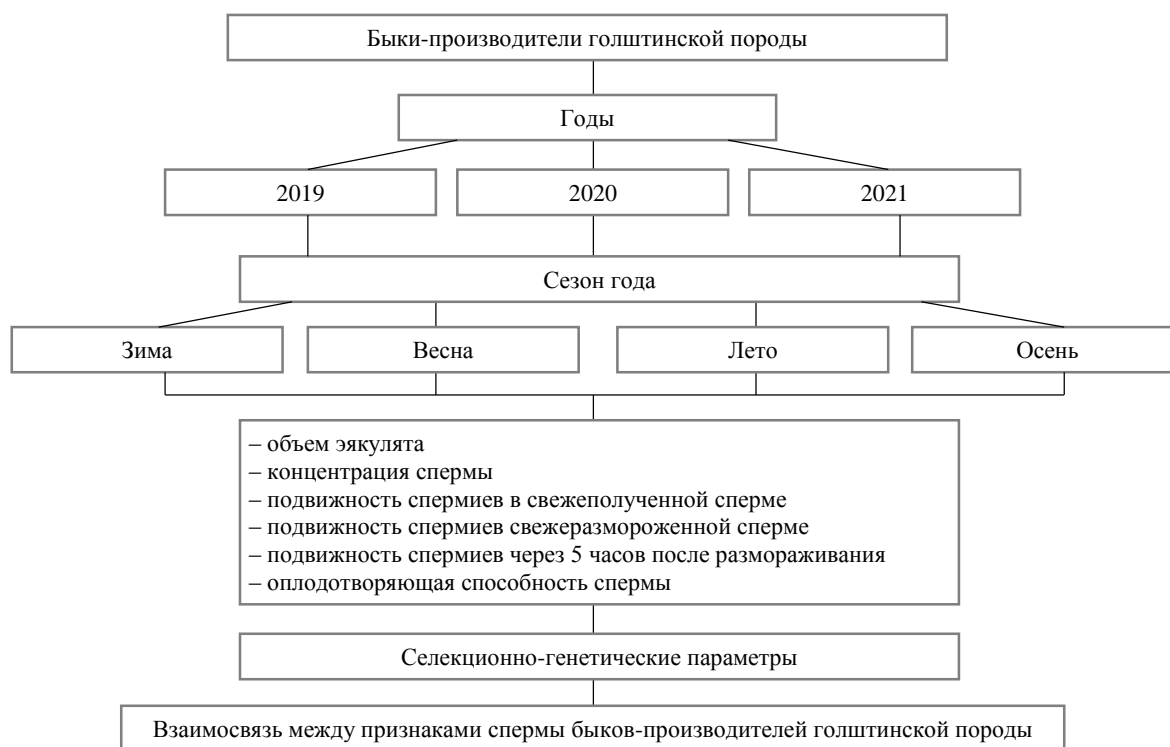 Быки-производители голштинской породы
Годы
2019
2020
2021
Сезон года
Зима
Весна
Лето
Осень
– объем эякулята
– концентрация спермы
– подвижность спермиев в свежеполученной сперме
– подвижность спермиев свежеразмороженной сперме
– подвижность спермиев через 5 часов после размораживания
– оплодотворяющая способность спермы
Селекционно-генетические параметры
Взаимосвязь между признаками спермы быков-производителей голштинской породы